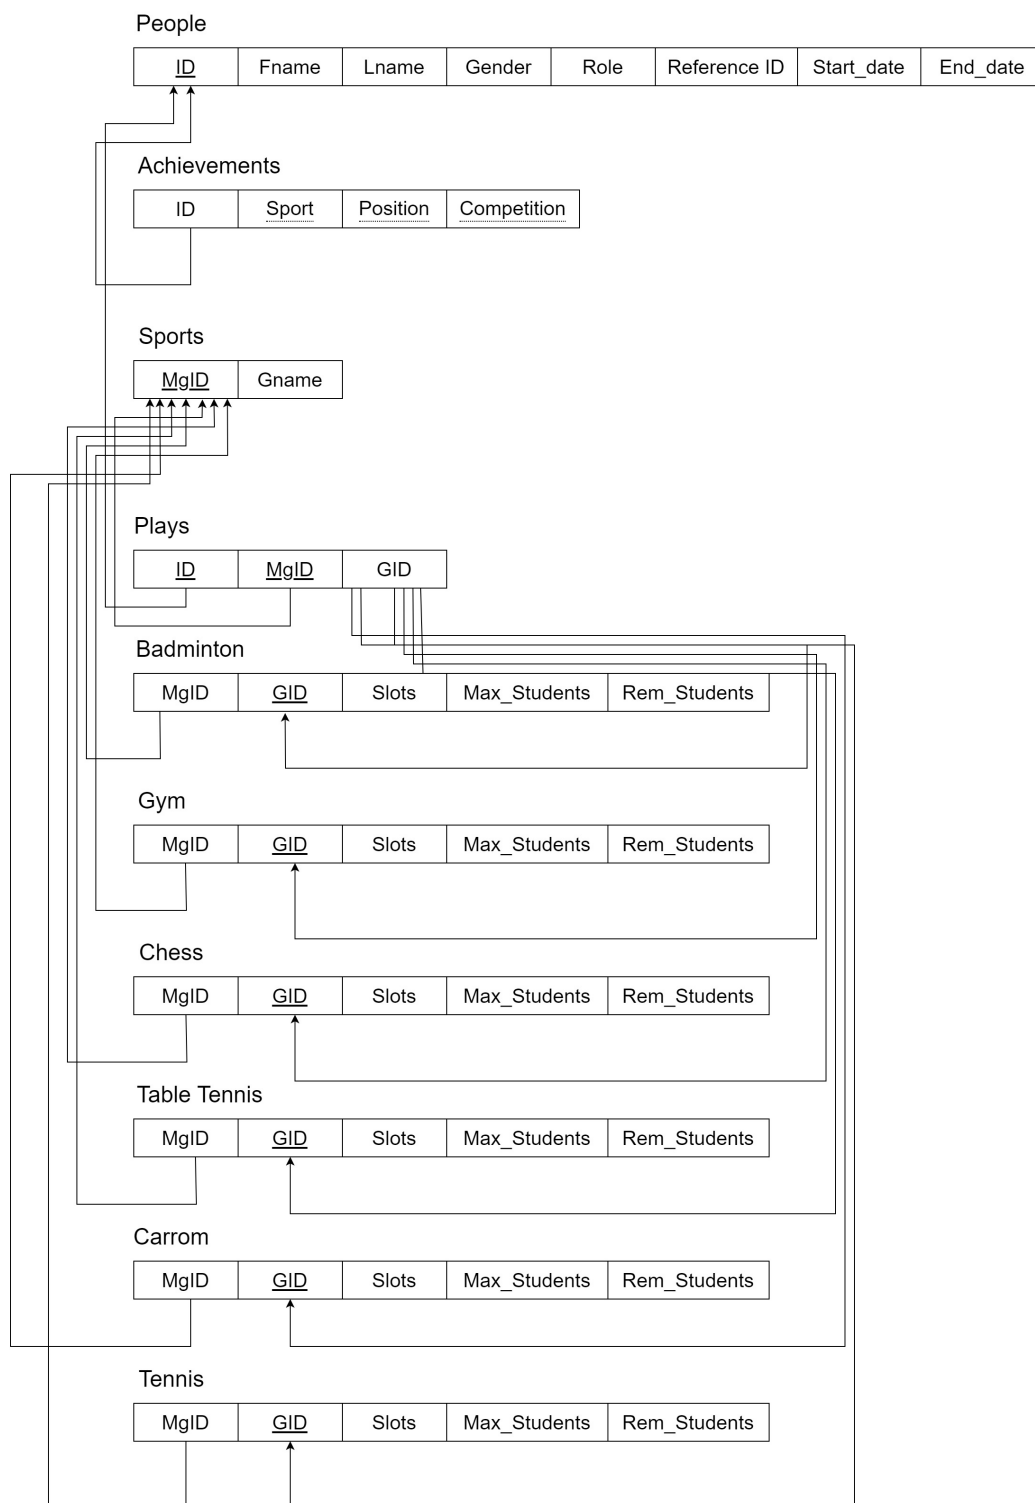 People
ID Fname Lname Gender Role Reference ID Start_date End_date
Achievements
ID Sport Position Competition
Sports
MgID Gname
Plays
ID MgID GID
Badminton
MgID GID Slots Max_Students Rem_Students
Gym
MgID GID Slots Max_Students Rem_Students
Chess
MgID GID Slots Max_Students Rem_Students
Table Tennis
MgID GID Slots Max_Students Rem_Students
Carrom
MgID GID Slots Max_Students Rem_Students
Tennis
MgID GID Slots Max_Students Rem_Students